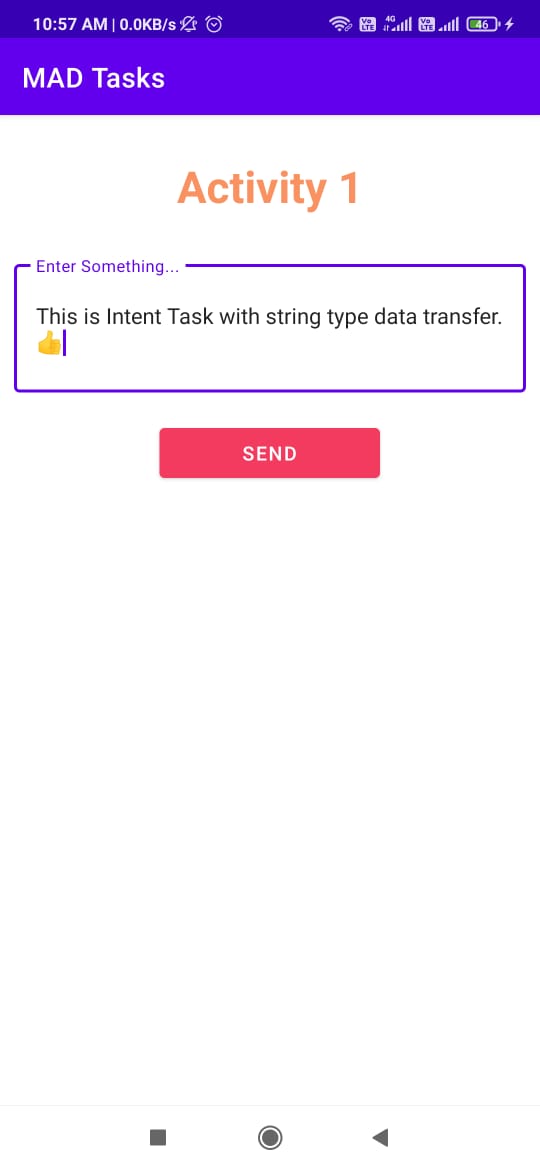 10:57 AM | 0.0KB/s Vo LTE 4G Vo LTE 46
MAD Tasks
Activity 1
Enter Something...
This is Intent Task with string type data transfer.
👍
SEND